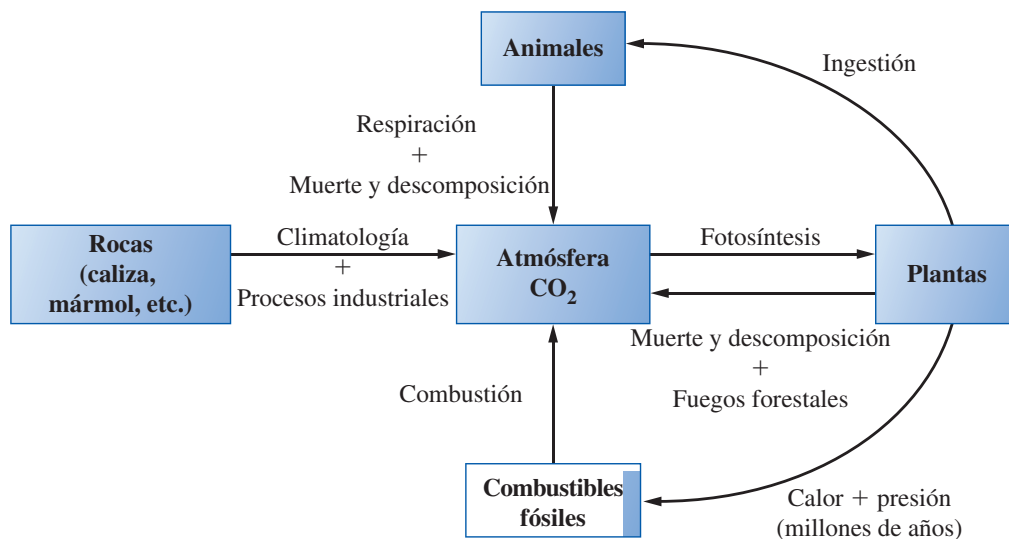 Animales
Ingestión
Respiración
+
Muerte y descomposición
Rocas
(caliza,
mármol, etc.)
Climatología
+
Procesos industriales
Atmósfera
CO₂
Fotosíntesis
Plantas
Muerte y descomposición
+
Fuegos forestales
Combustión
Combustibles
fósiles
Calor + presión
(millones de años)